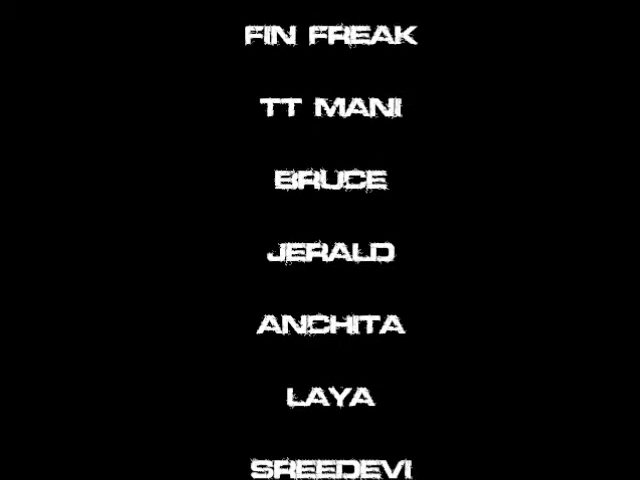 FIN FREAK
TT MANI
BRUCE
JERALD
ANCHITA
LAYA
SREEDEVI